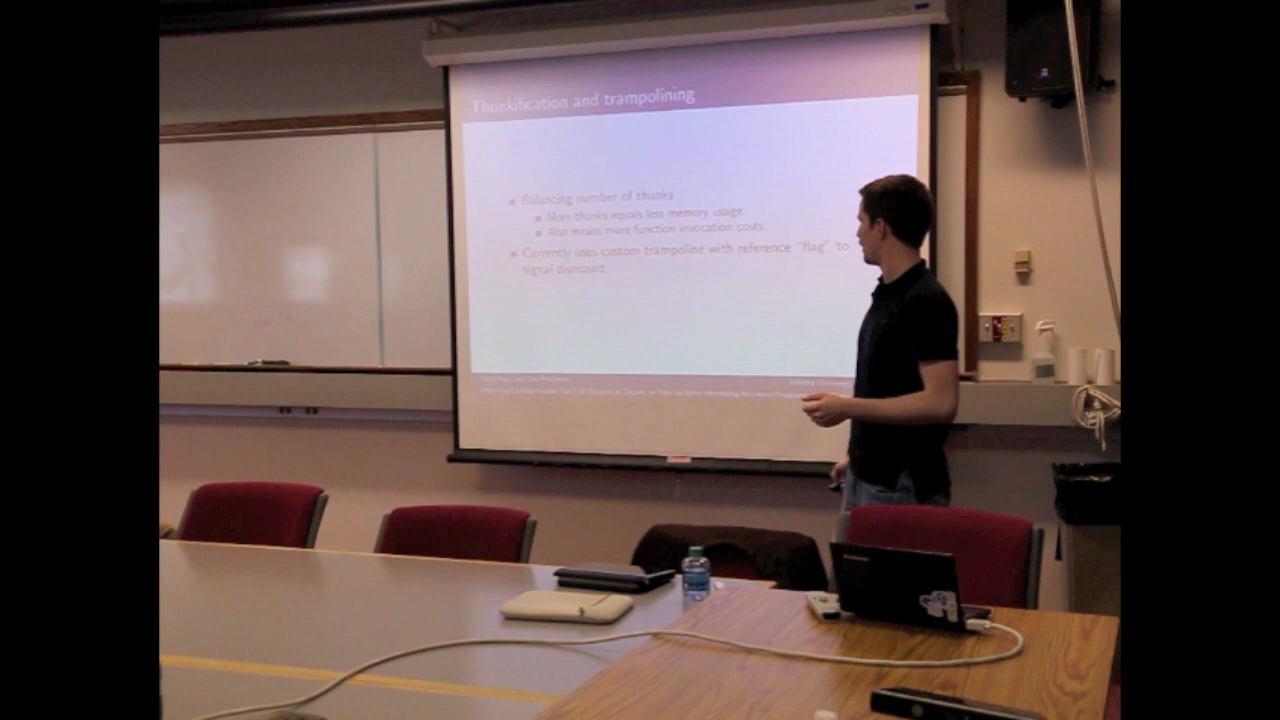 Thunkification and trampolining
Balancing number of thunks
More thunks equals less memory usage
Also means more function invocation costs
Currently uses custom trampoline with reference "flag" to
signal dismount.